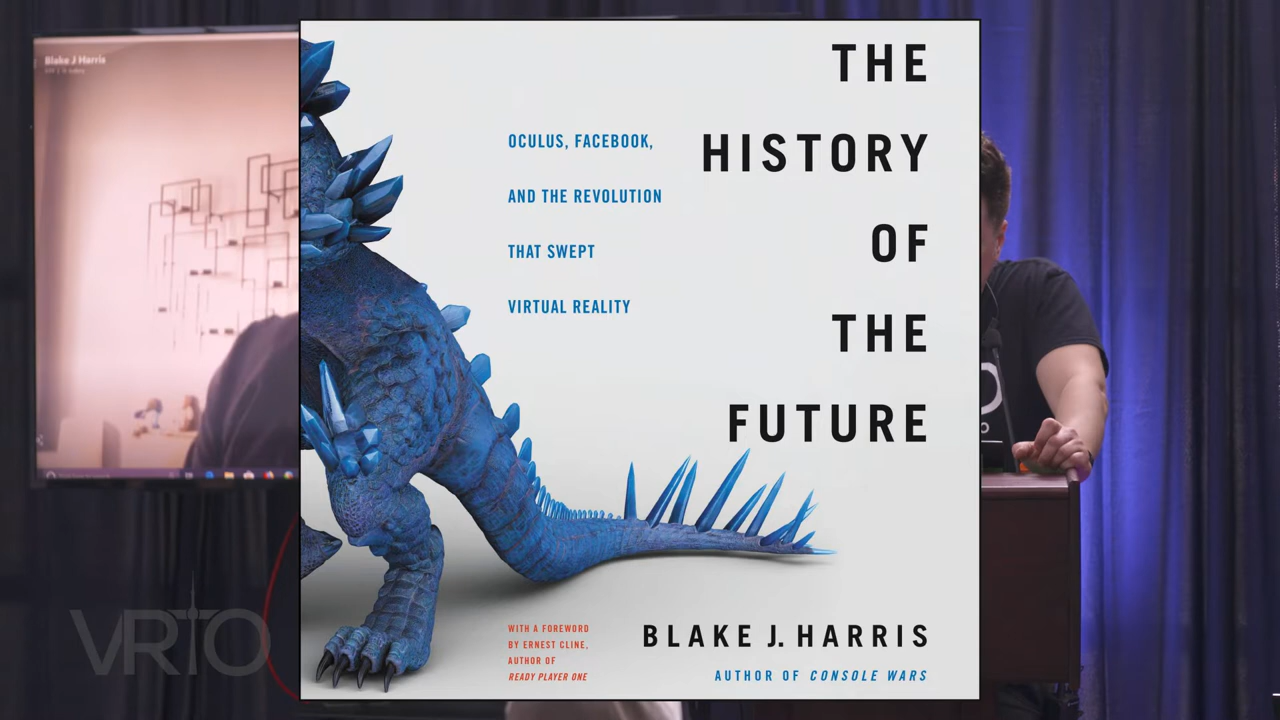 Blake J Harris
THE
HISTORY
OF
THE
FUTURE
OCULUS, FACEBOOK,
AND THE REVOLUTION
THAT SWEPT
VIRTUAL REALITY
WITH A FOREWORD
BY ERNEST CLINE,
AUTHOR OF
READY PLAYER ONE
BLAKE J. HARRIS
AUTHOR OF CONSOLE WARS
VRTO